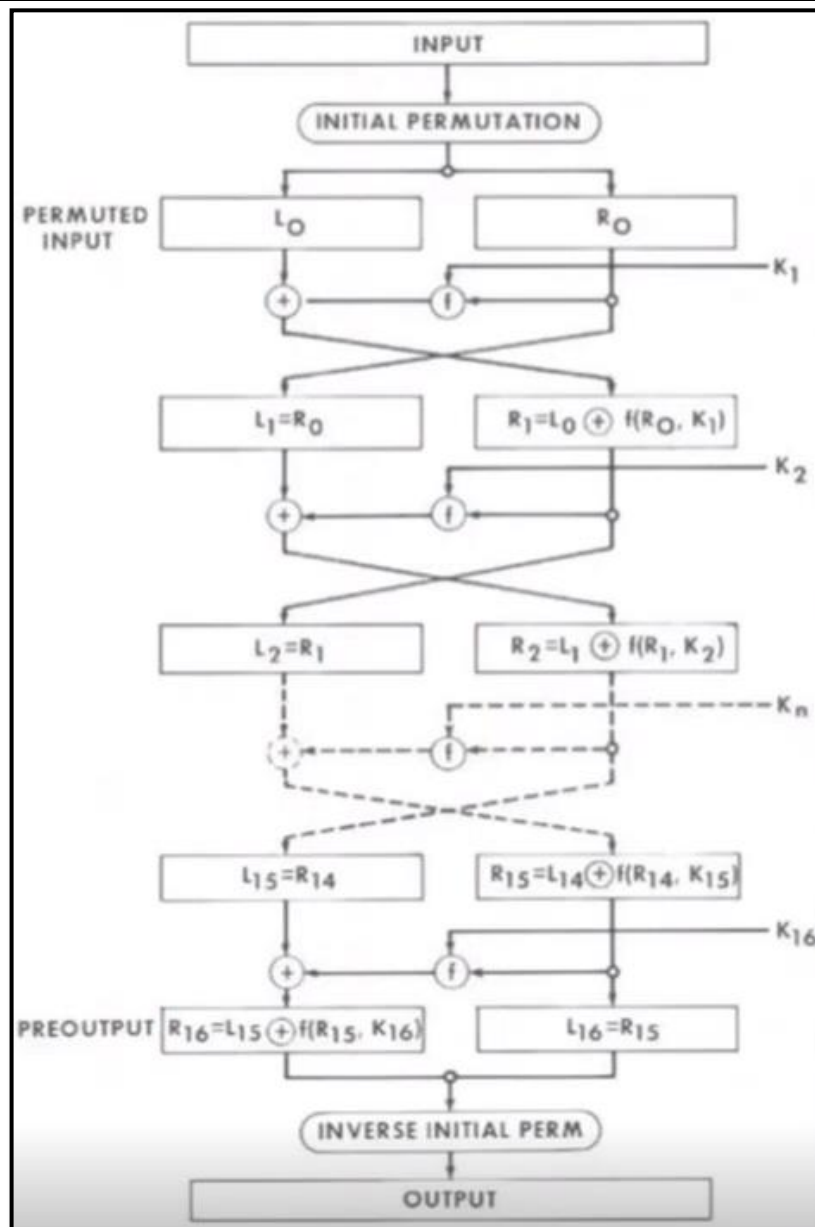 INPUT
INITIAL PERMUTATION
PERMUTED
INPUT
L0
R0
K1
f
+
L1=R0
R1=L0 ⊕ f(R0, K1)
K2
f
+
L2=R1
R2=L1 ⊕ f(R1, K2)
Kn
f
+
L15=R14
R15=L14⊕f(R14, K15)
K16
f
+
PREOUTPUT
R16=L15⊕f(R15, K16)
L16=R15
INVERSE INITIAL PERM
OUTPUT